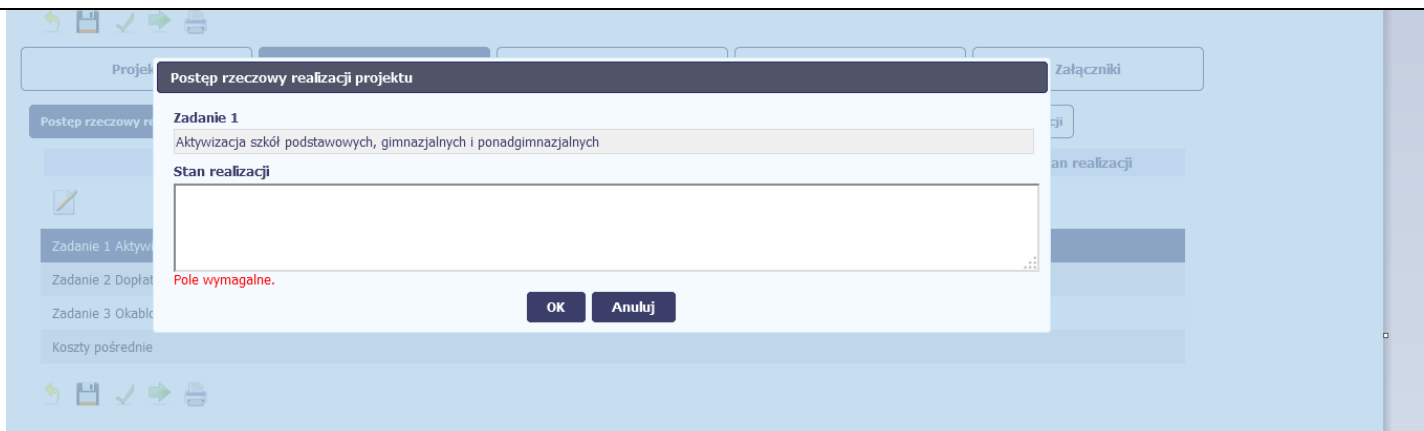 Projek
Załączniki
Postęp rzeczowy realizacji projektu
Postęp rzeczowy re
cji
Zadanie 1
Aktywizacja szkół podstawowych, gimnazjalnych i ponadgimnazjalnych
Stan realizacji
an realizacji
Zadanie 1 Aktywi
Zadanie 2 Dopłat
Pole wymagalne.
OK
Anuluj
Zadanie 3 Okablo
Koszty pośrednie